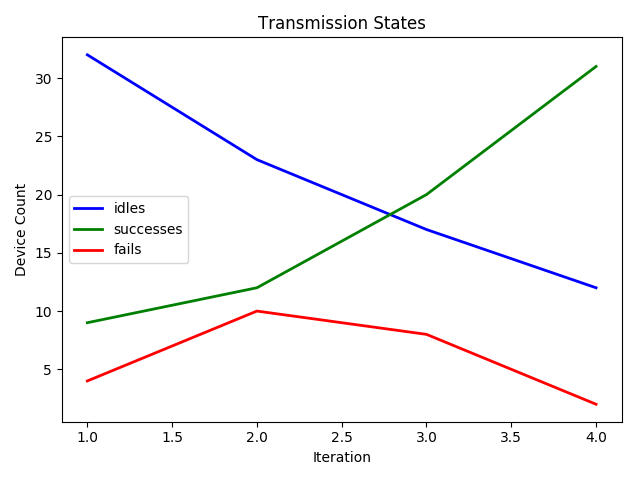 Transmission States
Device Count
30
25
20
15
10
5
idles
successes
fails
1.0 1.5 2.0 2.5 3.0 3.5 4.0
Iteration